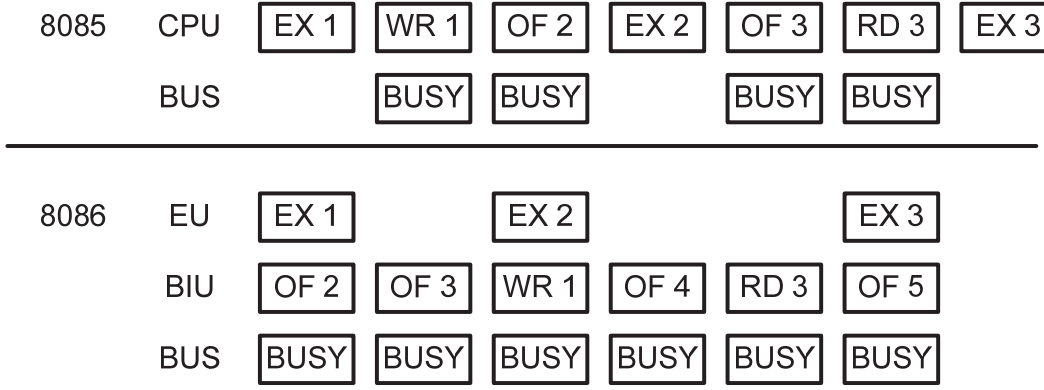 8085 CPU EX 1 WR 1 OF 2 EX 2 OF 3 RD 3 EX 3
BUS BUSY BUSY BUSY BUSY
8086 EU EX 1 EX 2 EX 3
BIU OF 2 OF 3 WR 1 OF 4 RD 3 OF 5
BUS BUSY BUSY BUSY BUSY BUSY BUSY